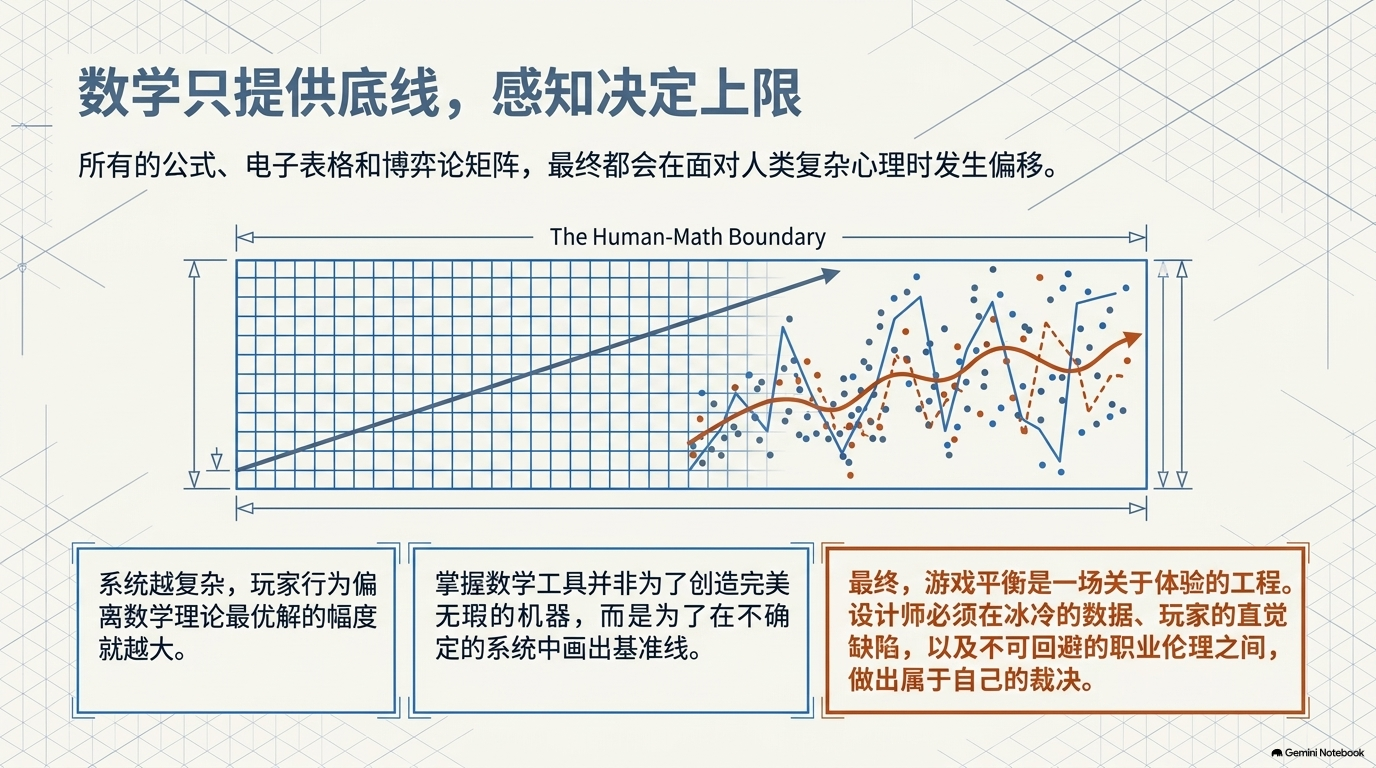 数学只提供底线，感知决定上限
所有的公式、电子表格和博弈论矩阵，最终都会在面对人类复杂心理时发生偏移。
The Human-Math Boundary
系统越复杂，玩家行为偏
离数学理论最优解的幅度
就越大。
掌握数学工具并非为了创造完美
无瑕的机器，而是为了在不确
定的系统中画出基准线。
最终，游戏平衡是一场关于体验的工程。
设计师必须在冰冷的数据、玩家的直觉
缺陷，以及不可回避的职业伦理之间，
做出属于自己的裁决。
Gemini Notebook